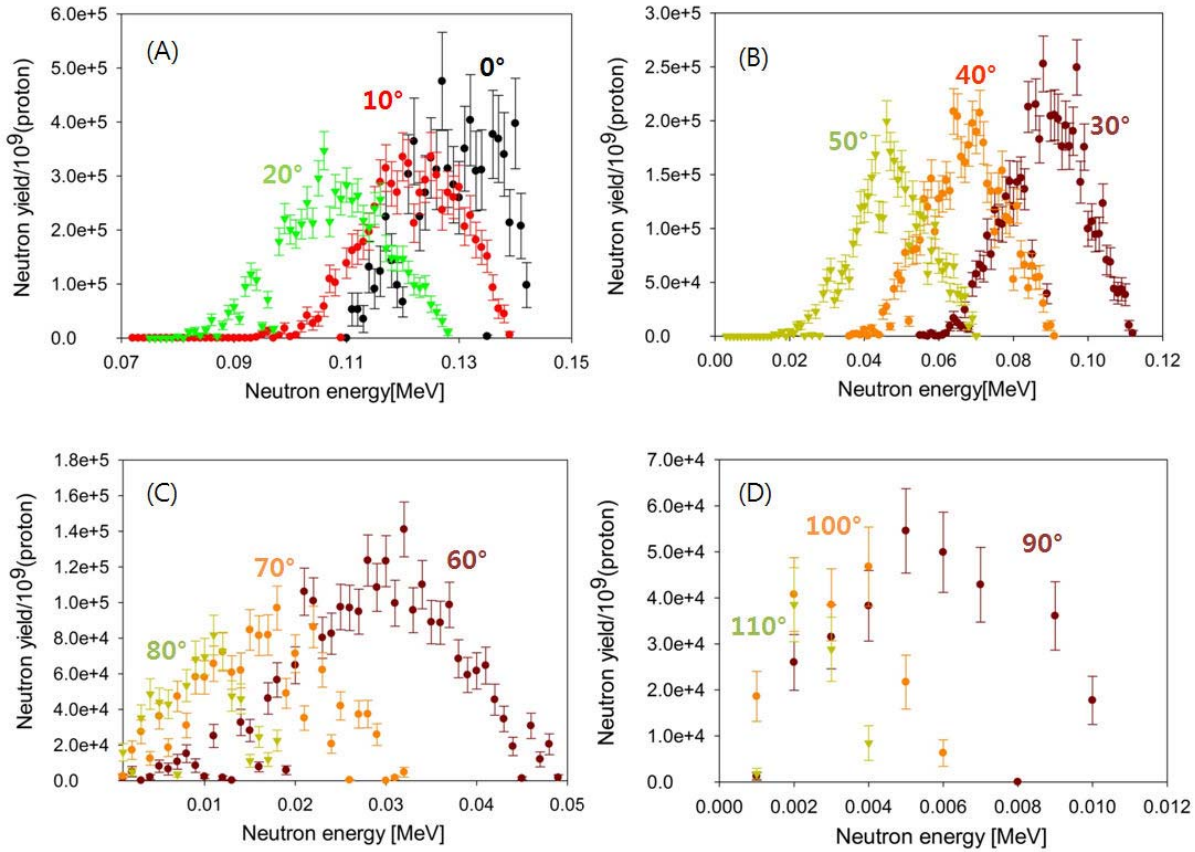 (A)
0°
10°
20°
Neutron yield/10⁹(proton)
6.0e+5
5.0e+5
4.0e+5
3.0e+5
2.0e+5
1.0e+5
0.0
0.07 0.09 0.11 0.13 0.15
Neutron energy[MeV]
(B)
40°
50°
30°
Neutron yield/10⁹(proton)
3.0e+5
2.5e+5
2.0e+5
1.5e+5
1.0e+5
5.0e+4
0.0
0.00 0.02 0.04 0.06 0.08 0.10 0.12
Neutron energy[MeV]
(C)
70°
60°
80°
Neutron yield/10⁹(proton)
1.8e+5
1.6e+5
1.4e+5
1.2e+5
1.0e+5
8.0e+4
6.0e+4
4.0e+4
2.0e+4
0.0
0.01 0.02 0.03 0.04 0.05
Neutron energy [MeV]
(D)
100°
90°
110°
Neutron yield/10⁹(proton)
7.0e+4
6.0e+4
5.0e+4
4.0e+4
3.0e+4
2.0e+4
1.0e+4
0.0
0.000 0.002 0.004 0.006 0.008 0.010 0.012
Neutron energy [MeV]